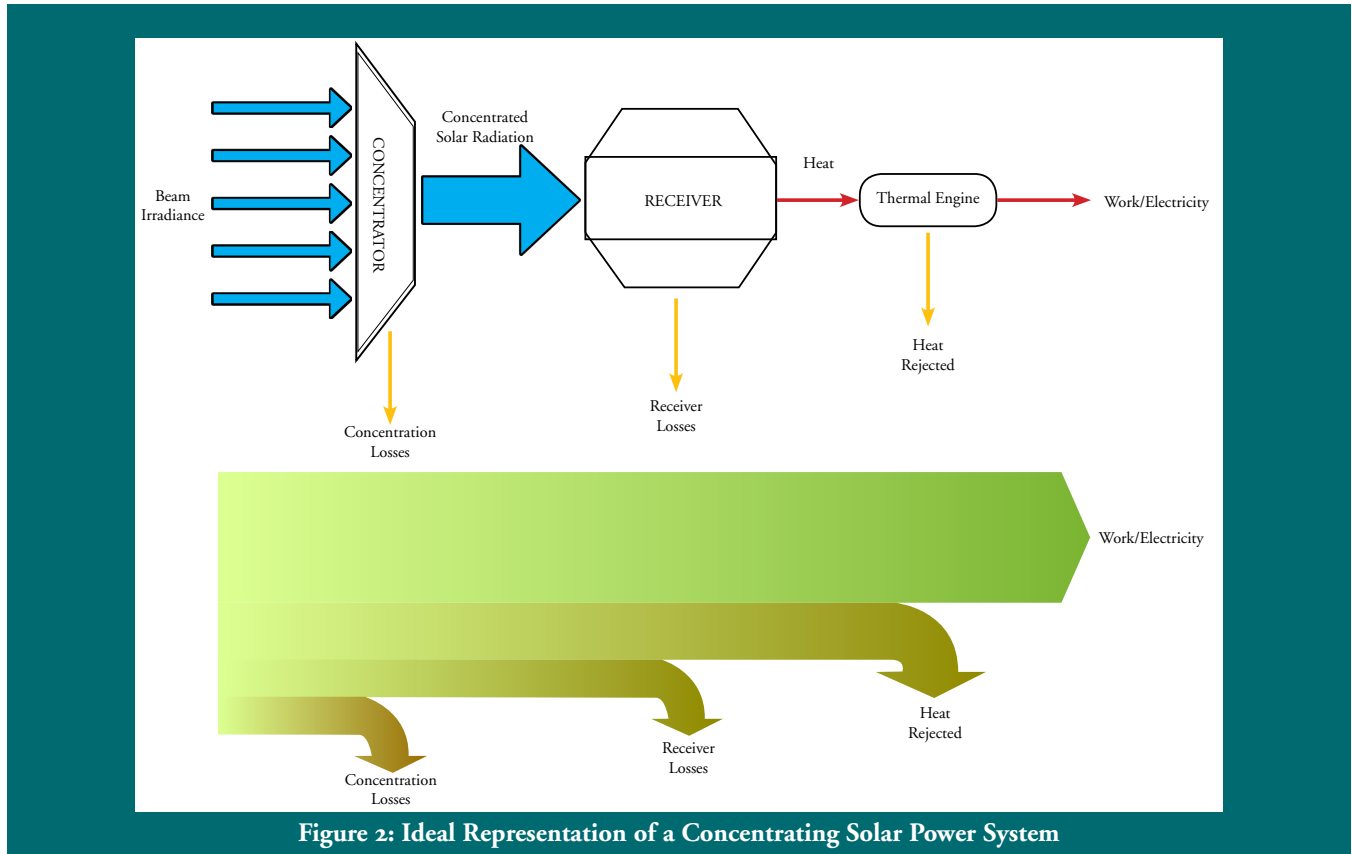 Concentrated
Solar Radiation
Beam
Irradiance
CONCENTRATOR
RECEIVER
Heat
Thermal Engine
Work/Electricity
Heat
Rejected
Receiver
Losses
Concentration
Losses
Work/Electricity
Heat
Rejected
Receiver
Losses
Concentration
Losses
Figure 2: Ideal Representation of a Concentrating Solar Power System